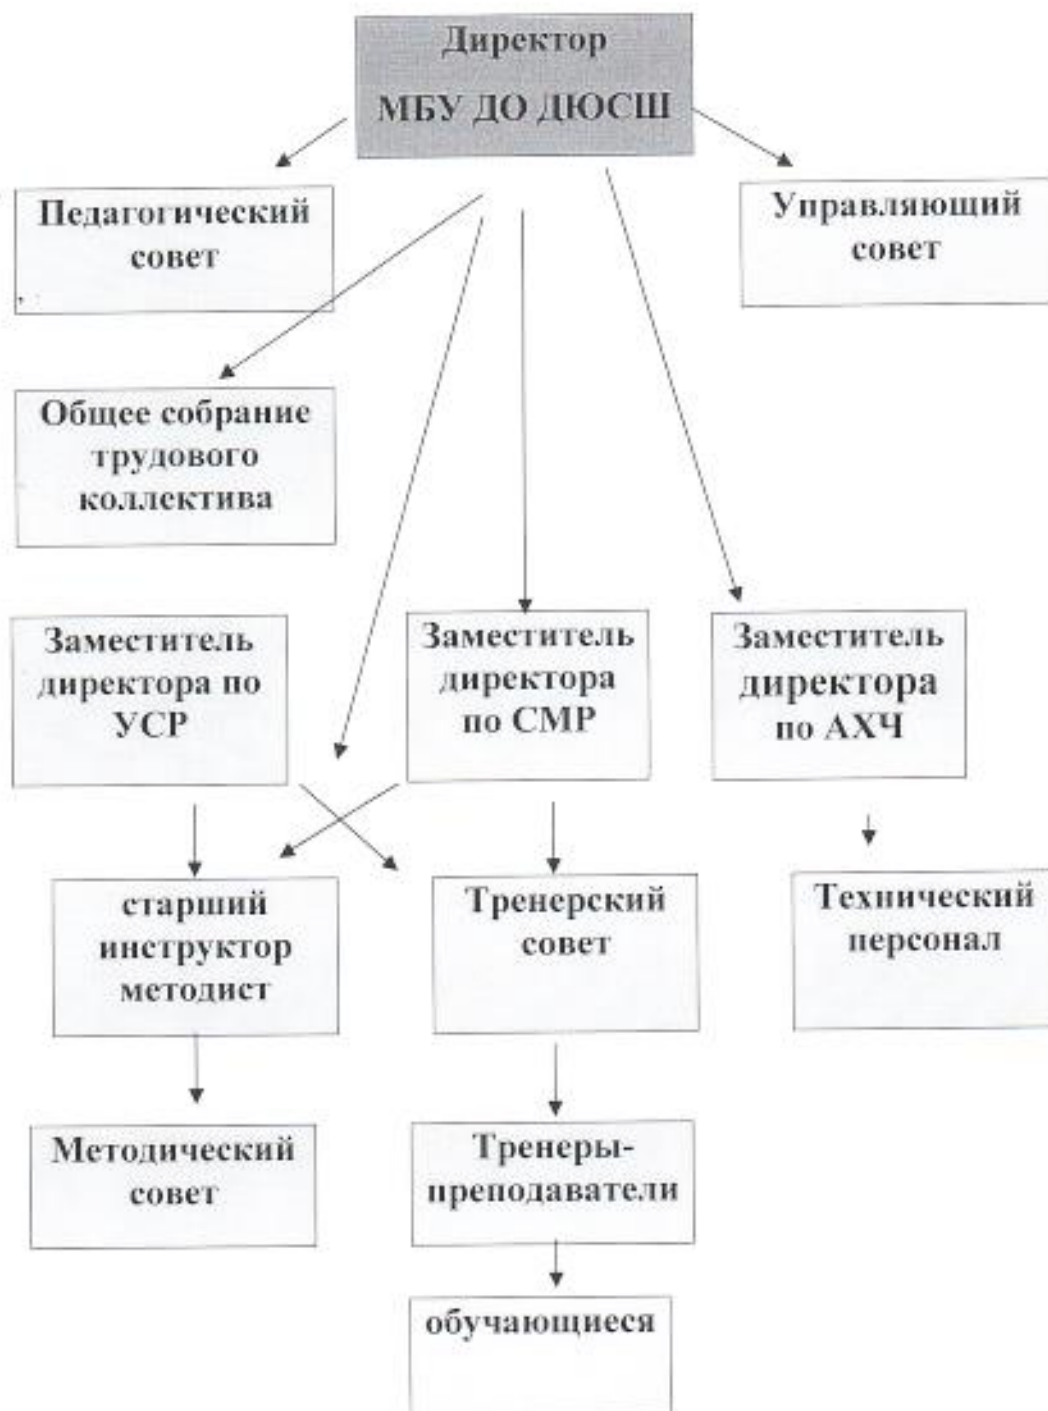 Директор
МБУ ДО ДЮСШ
Педагогический
совет
Управляющий
совет
Общее собрание
трудового
коллектива
Заместитель
директора по
УСР
Заместитель
директора
по СМР
Заместитель
директора
по АХЧ
старший
инструктор
методист
Тренерский
совет
Технический
персонал
Методический
совет
Тренеры-
преподаватели
обучающиеся